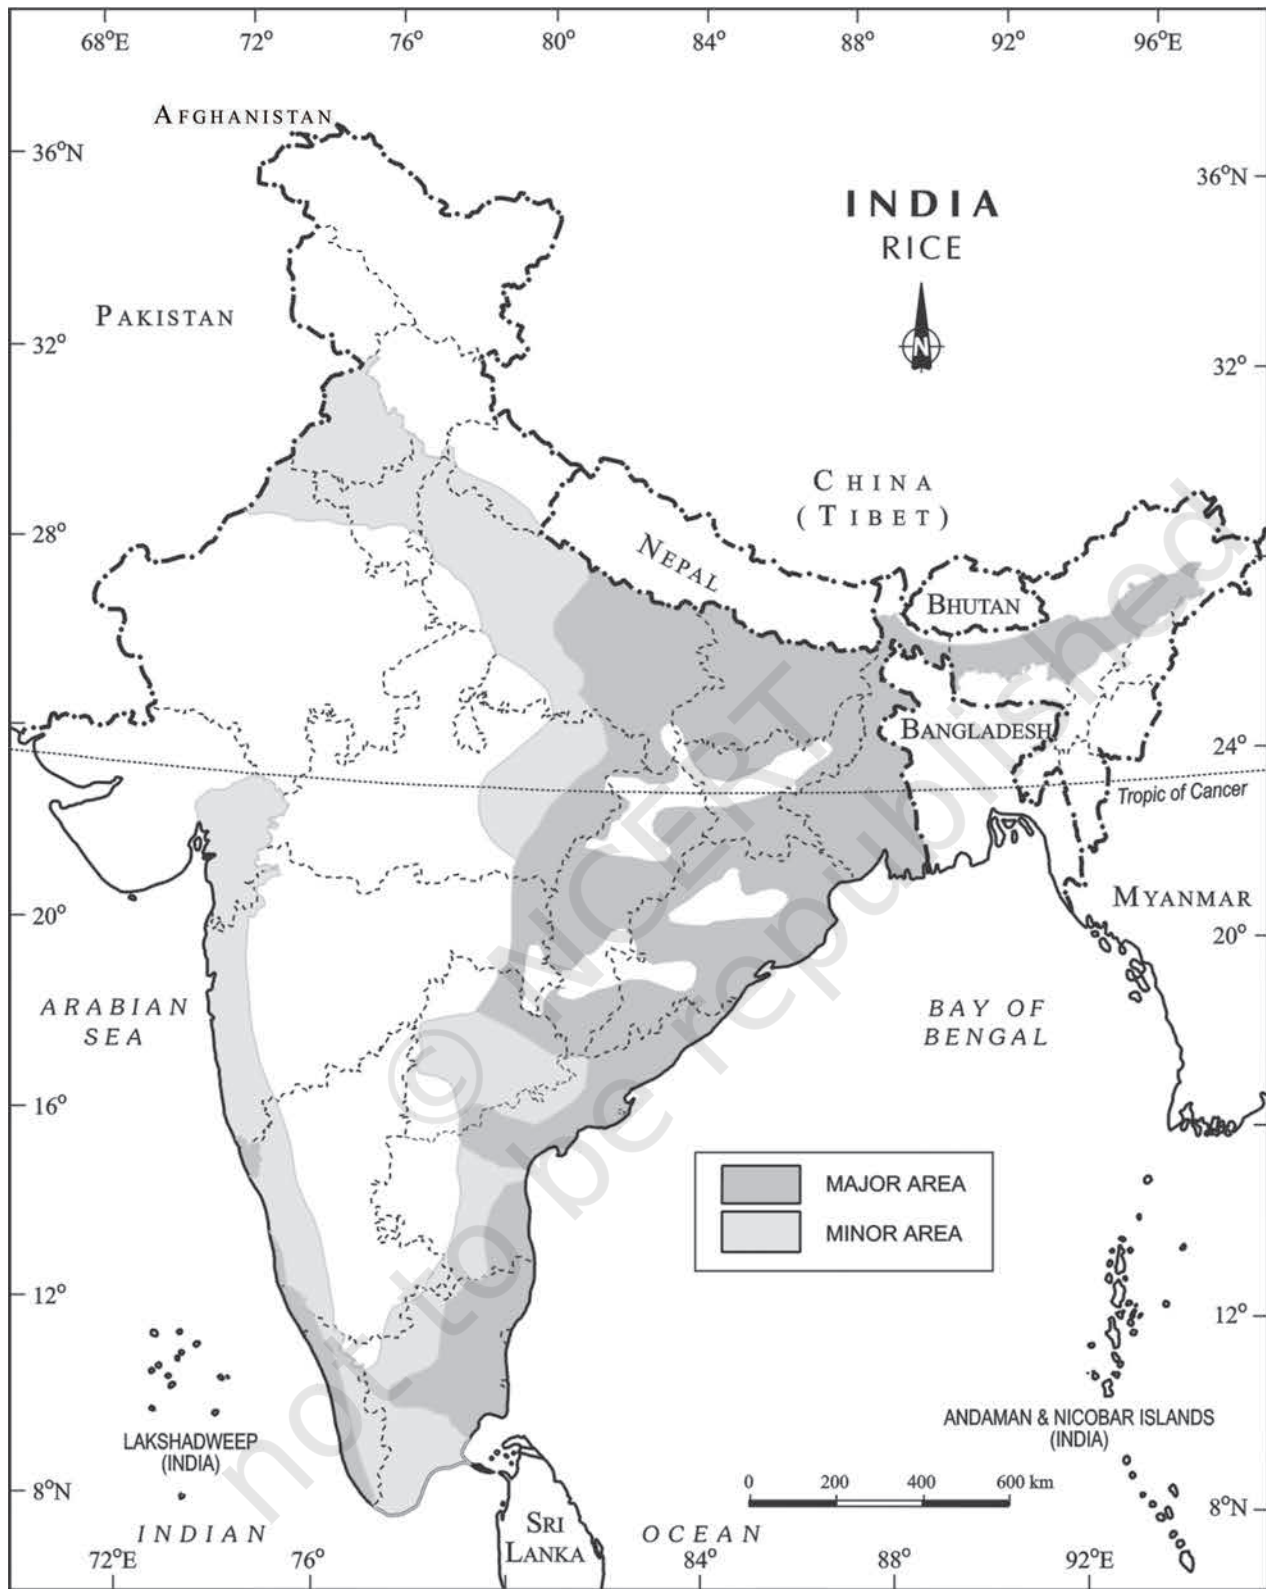 68°E 72° 76° 80° 84° 88° 92° 96°E
AFGHANISTAN
36°N
36°N
INDIA
RICE
PAKISTAN
N
32°
32°
CHINA
(TIBET)
28°
NEPAL
BHUTAN
BANGLADESH
24°
Tropic of Cancer
MYANMAR
20°
20°
ARABIAN
SEA
BAY OF
BENGAL
© NCERT
not to be republished
16°
MAJOR AREA
MINOR AREA
12°
12°
LAKSHADWEEP
(INDIA)
ANDAMAN & NICOBAR ISLANDS
(INDIA)
8°N
0 200 400 600 km
8°N
SRI
LANKA
INDIAN OCEAN
72°E 76° 84° 88° 92°E